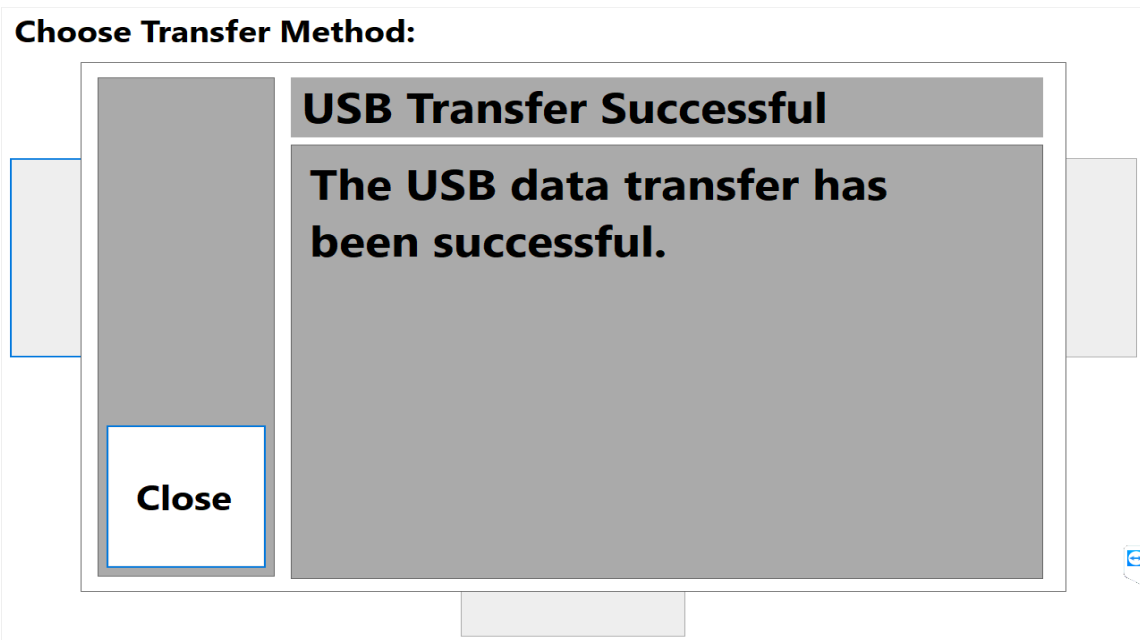 Choose Transfer Method:
USB Transfer Successful
The USB data transfer has
been successful.
Close